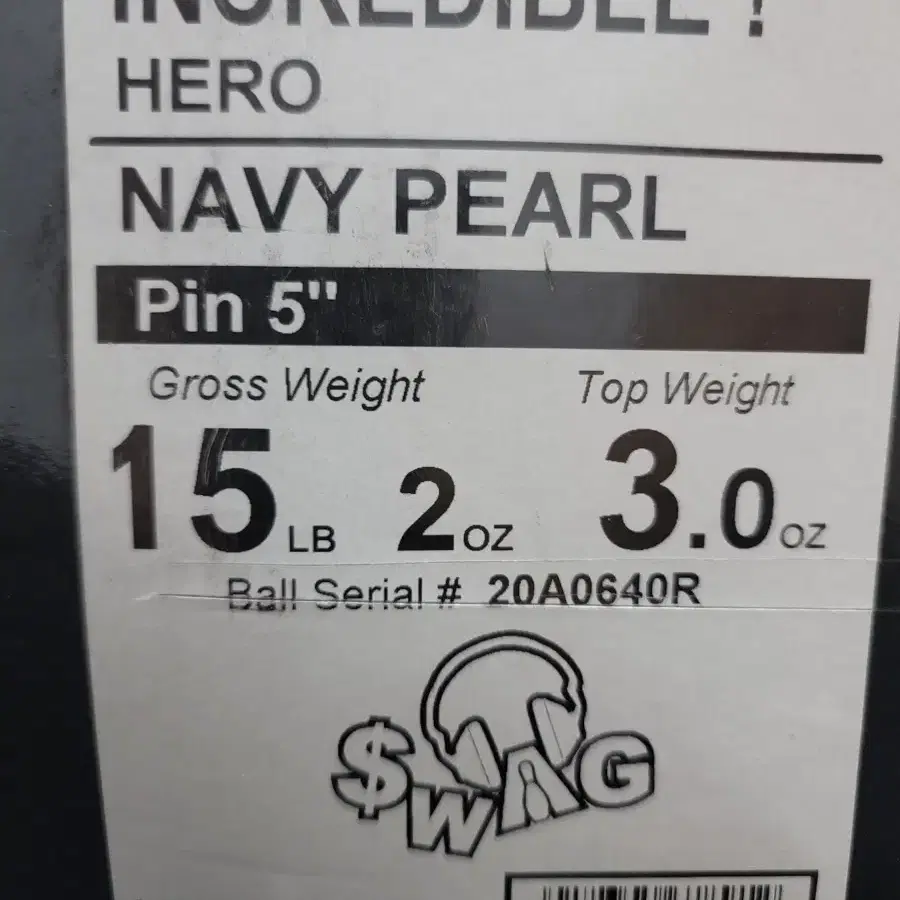 INCREDIBLE !
HERO
NAVY PEARL
Pin 5"
Gross Weight Top Weight
15 LB 2 OZ 3.0 OZ
Ball Serial # 20A0640R
$WAG